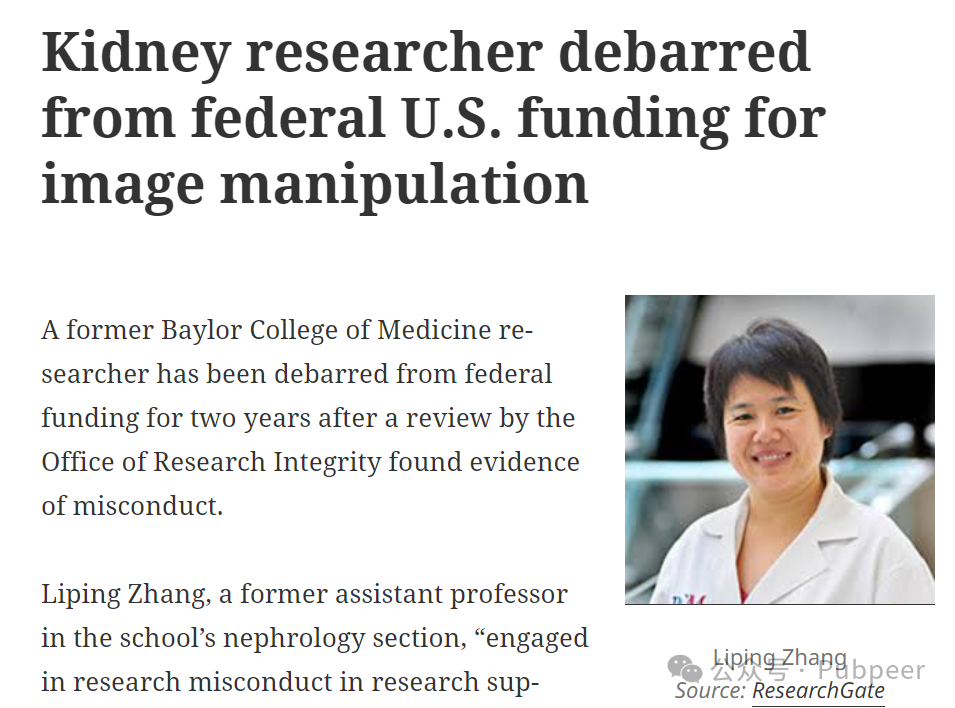 Kidney researcher debarred
from federal U.S. funding for
image manipulation
A former Baylor College of Medicine re-
searcher has been debarred from federal
funding for two years after a review by the
Office of Research Integrity found evidence
of misconduct.
Liping Zhang, a former assistant professor
in the school’s nephrology section, “engaged
in research misconduct in research sup-
Liping Zhang
公众号 · Pubpeer
Source: ResearchGate